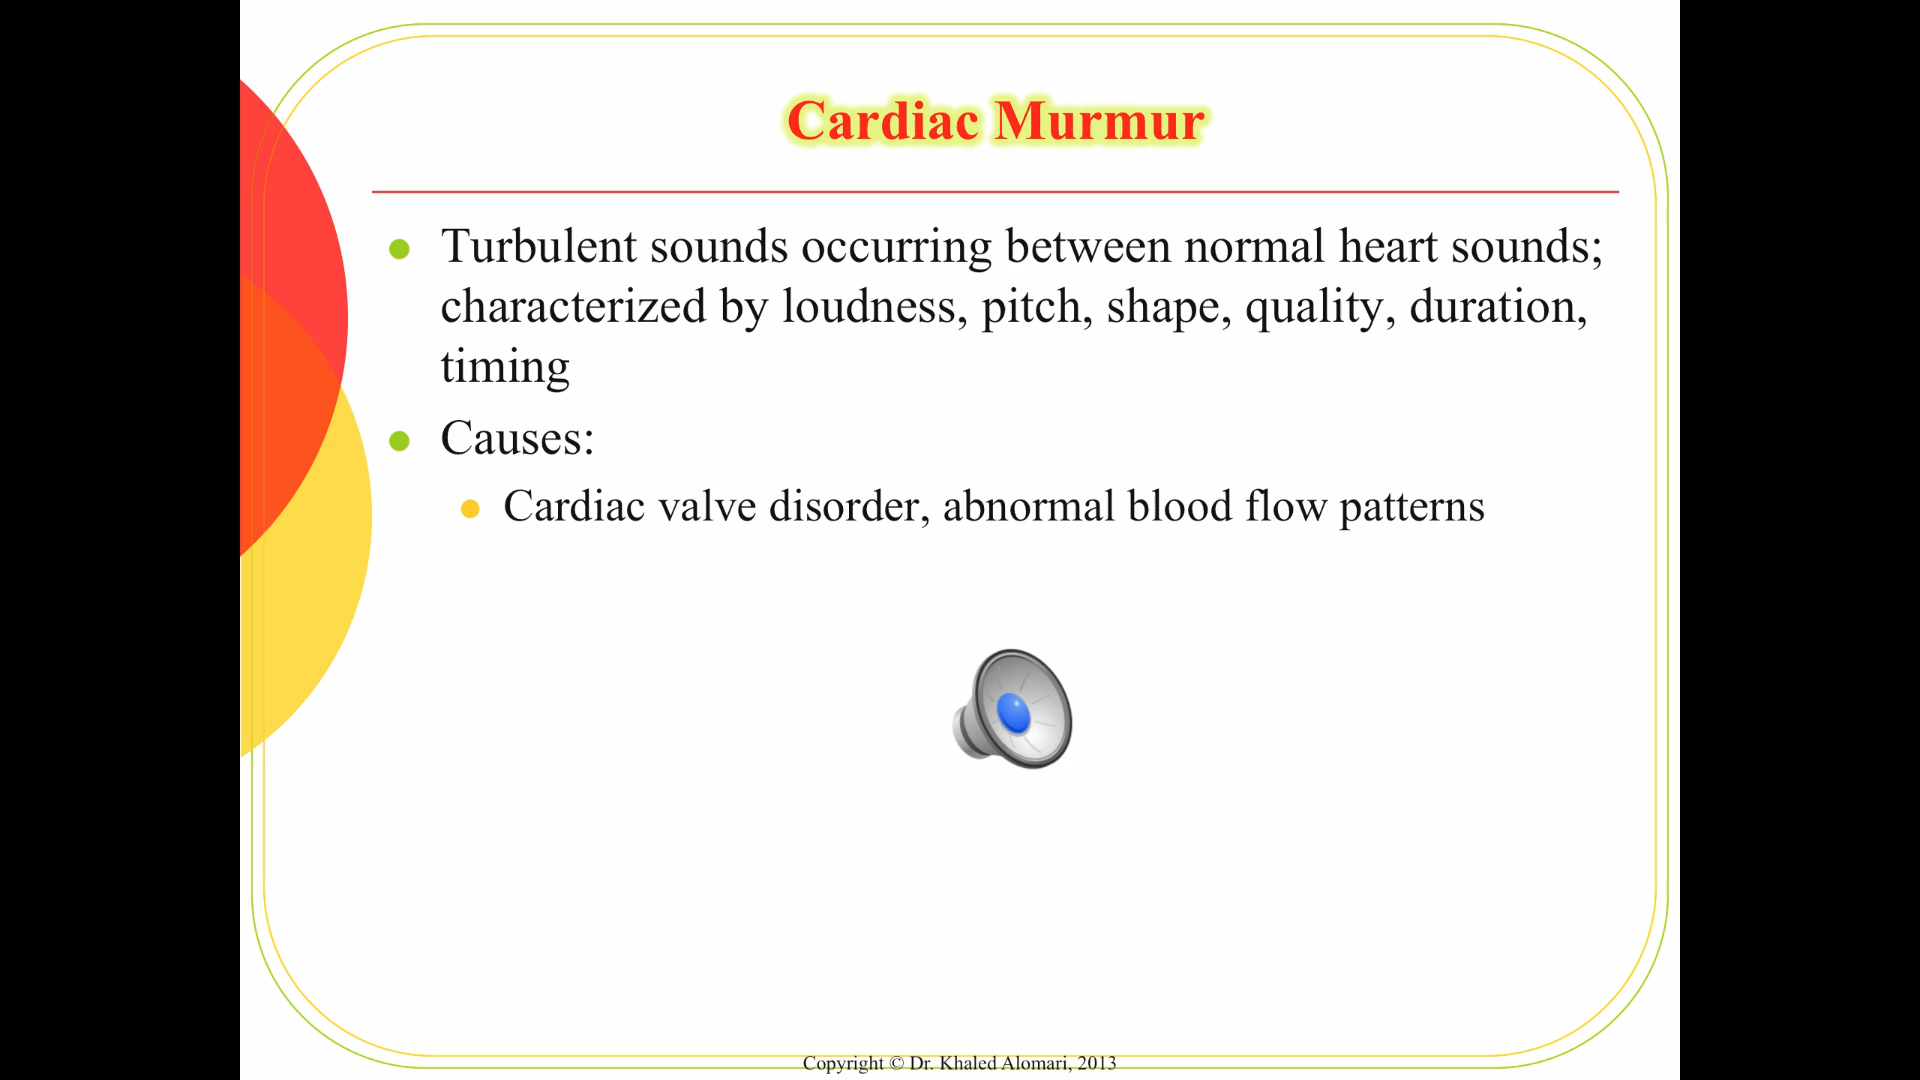 Cardiac Murmur
Turbulent sounds occurring between normal heart sounds;
characterized by loudness, pitch, shape, quality, duration,
timing
Causes:
Cardiac valve disorder, abnormal blood flow patterns
Copyright © Dr. Khaled Alomari, 2013